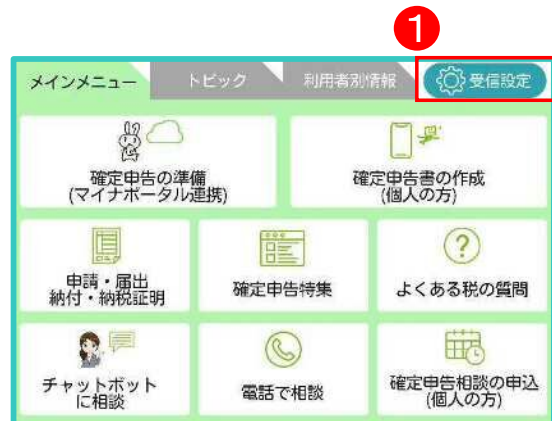 1
メインメニュー トピック 利用者別情報 受信設定
確定申告の準備
(マイナポータル連携)
確定申告書の作成
(個人の方)
申請・届出
納付・納税証明
確定申告特集
よくある税の質問
チャットボット
に相談
電話で相談
確定申告相談の申込
(個人の方)